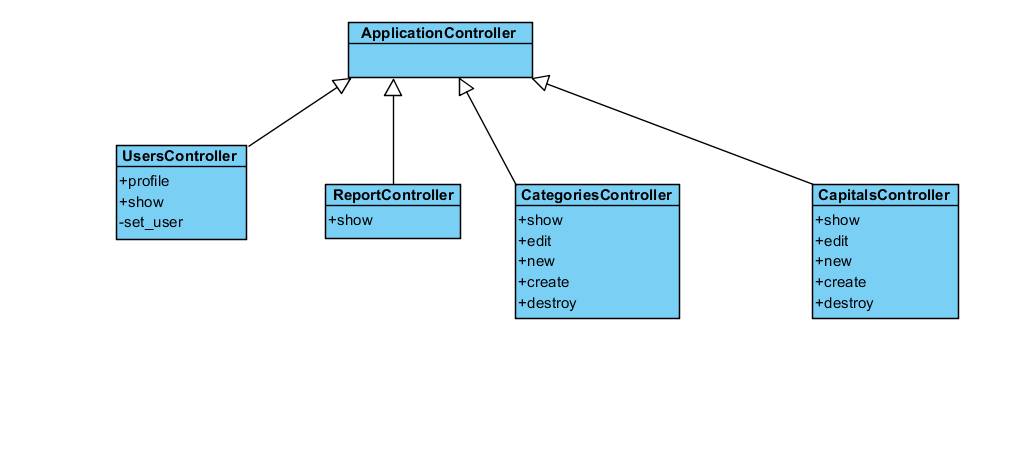 ApplicationController
UsersController
+profile
+show
-set_user
ReportController
+show
CategoriesController
+show
+edit
+new
+create
+destroy
CapitalsController
+show
+edit
+new
+create
+destroy